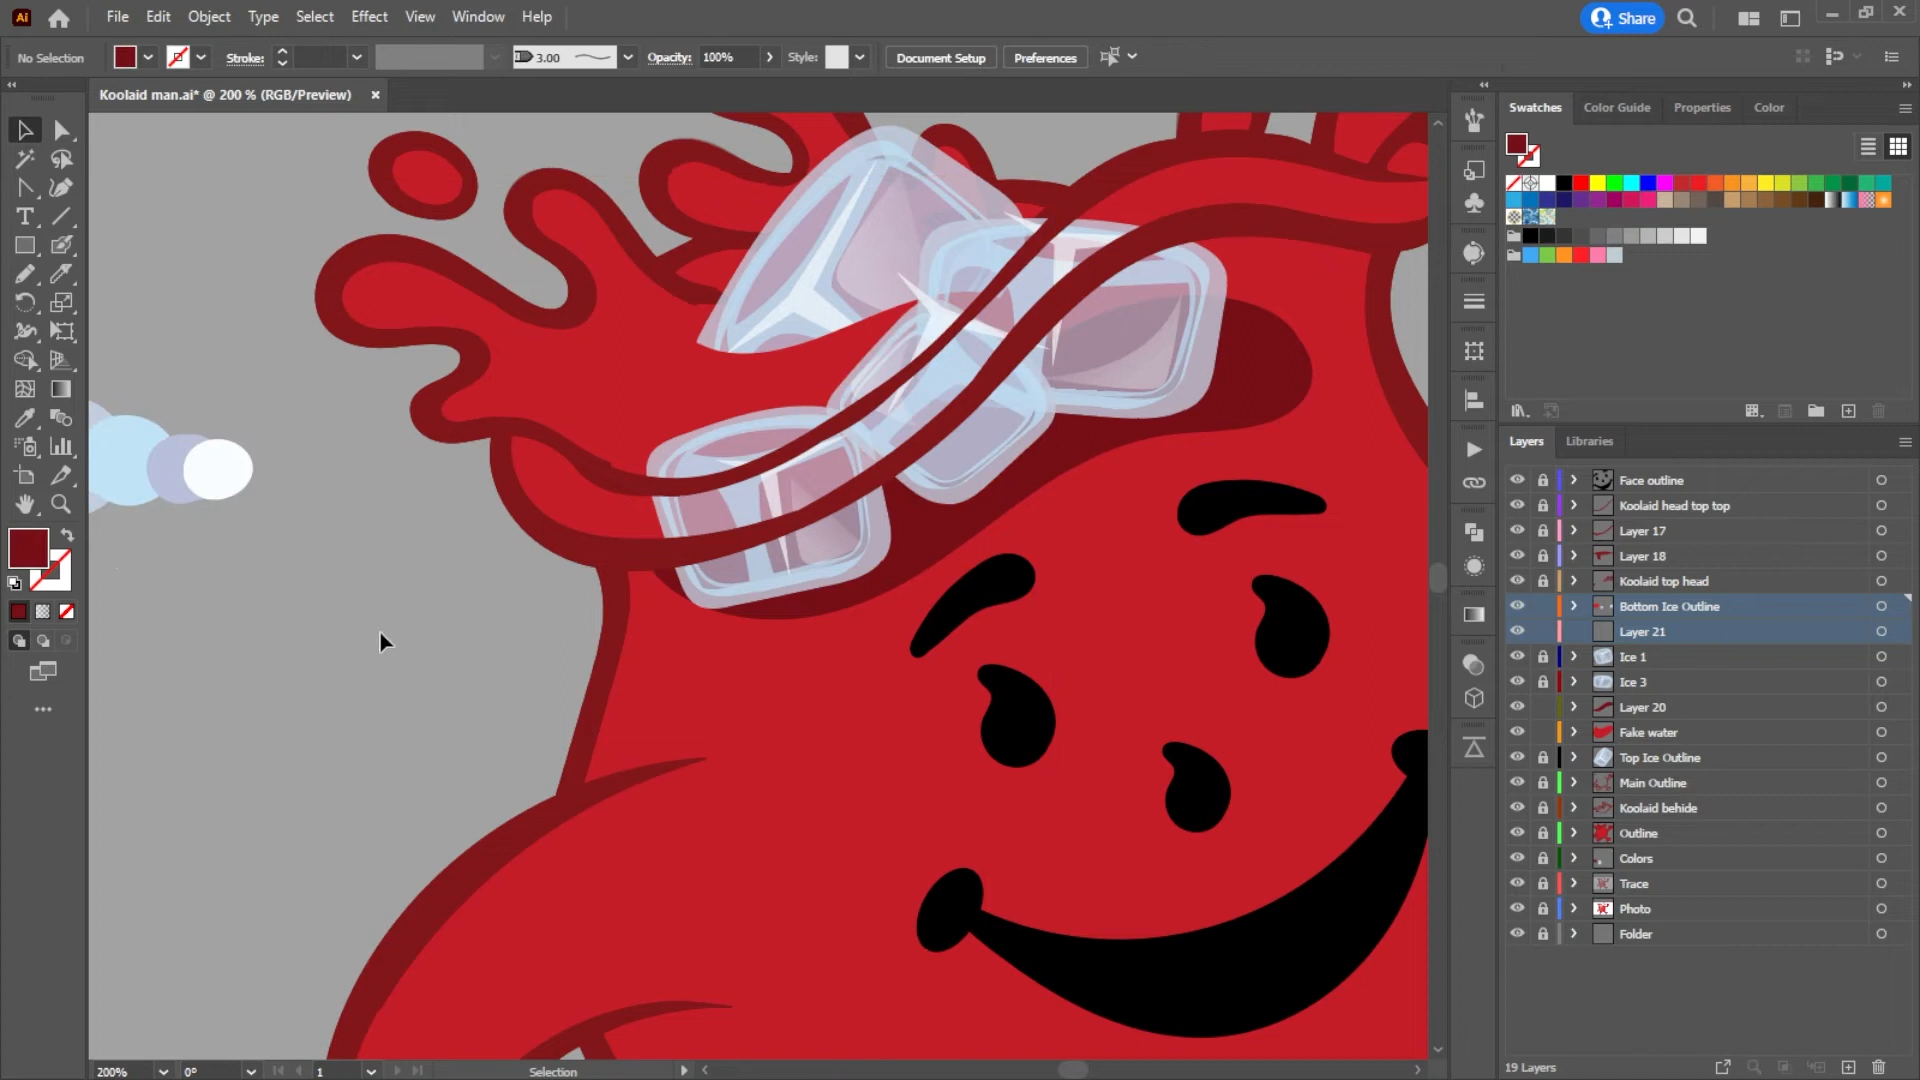 Ai File Edit Object Type Select Effect View Window Help Share
No Selection Stroke: 3.00 Opacity: 100% Style: Document Setup Preferences
Koolaid man.ai* @ 200 % (RGB/Preview)
Swatches Color Guide Properties Color
Layers Libraries
Face outline
Koolaid head top top
Layer 17
Layer 18
Koolaid top head
Bottom Ice Outline
Layer 21
Ice 1
Ice 3
Layer 20
Fake water
Top Ice Outline
Main Outline
Koolaid behide
Outline
Colors
Trace
Photo
Folder
200% 0° 1 Selection 19 Layers